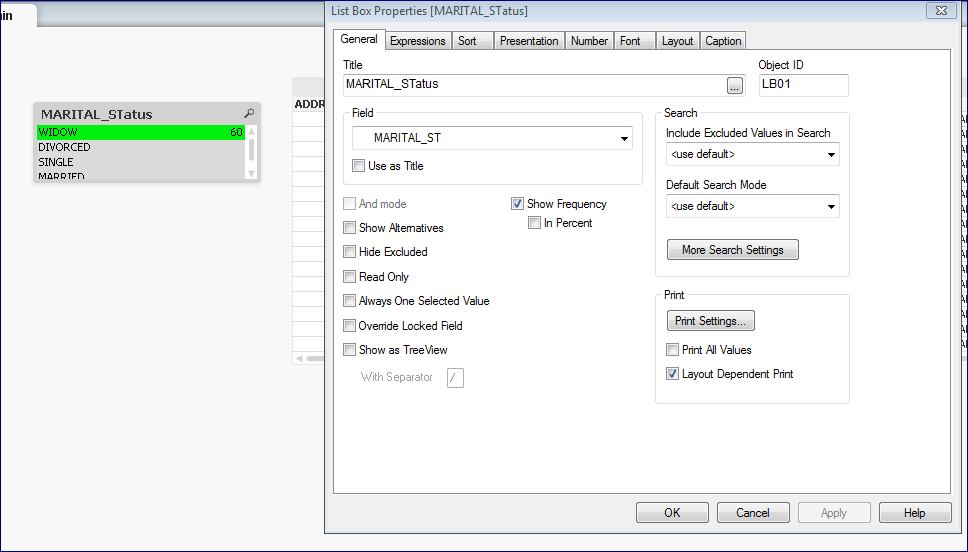 in
List Box Properties [MARITAL_STatus]
General Expressions Sort Presentation Number Font Layout Caption
Title
MARITAL_STatus
...
Object ID
LB01
MARITAL_STatus
WIDOW 60
DIVORCED
SINGLE
MARRIED
ADDR
Field
MARITAL_ST
Use as Title
And mode
Show Alternatives
Hide Excluded
Read Only
Always One Selected Value
Override Locked Field
Show as TreeView
With Separator /
Show Frequency
In Percent
Search
Include Excluded Values in Search
<use default>
Default Search Mode
<use default>
More Search Settings
Print
Print Settings...
Print All Values
Layout Dependent Print
OK Cancel Apply Help